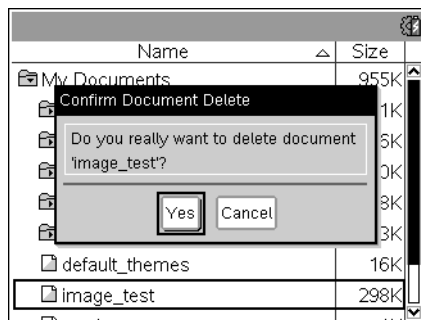 Name Size
My Documents 955K
Confirm Document Delete
1K
Do you really want to delete document
6K
'image_test'?
0K
Yes Cancel
8K
3K
default_themes 16K
image_test 298K